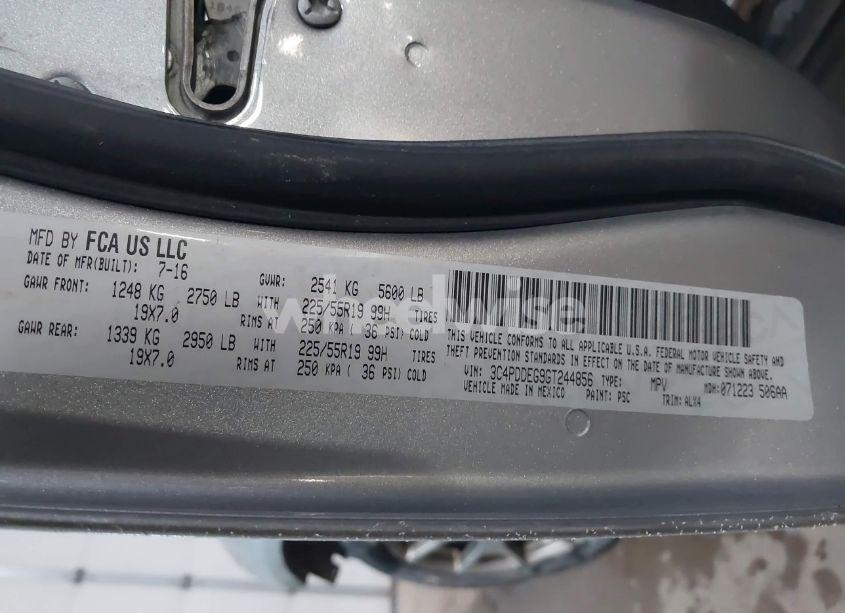 MFD BY FCA US LLC
DATE OF MFR(BUILT): 7-16
GVWR: 2541 KG 5600 LB
GAWR FRONT: 1248 KG 2750 LB WITH 225/55R19 99H TIRES
19X7.0 RIMS AT 250 KPA ( 36 PSI) COLD
GAWR REAR: 1339 KG 2950 LB WITH 225/55R19 99H TIRES
19X7.0 RIMS AT 250 KPA ( 36 PSI) COLD
THIS VEHICLE CONFORMS TO ALL APPLICABLE U.S.A. FEDERAL MOTOR VEHICLE SAFETY AND
THEFT PREVENTION STANDARDS IN EFFECT ON THE DATE OF MANUFACTURE SHOWN ABOVE.
VIN: 3C4PDDEG9GT244856 TYPE: MPV MDH: 071223 506AA
VEHICLE MADE IN MEXICO PAINT: PSC TRIM: ALX4
wheelwise